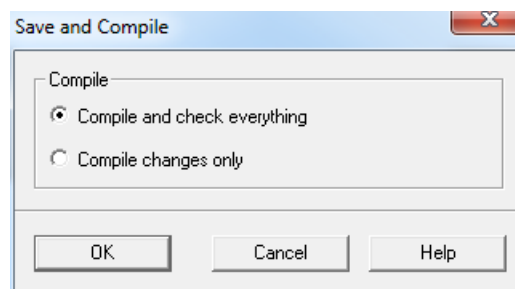 Save and Compile
Compile
Compile and check everything
Compile changes only
OK Cancel Help